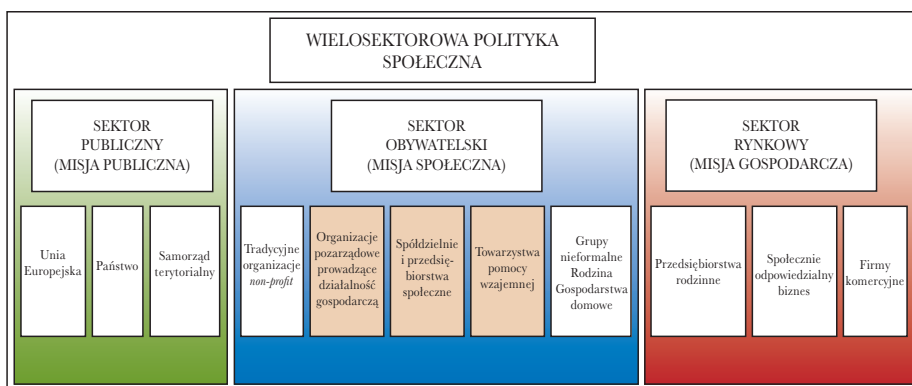 WIELOSEKTOROWA POLITYKA
SPOŁECZNA
SEKTOR
PUBLICZNY
(MISJA PUBLICZNA)
Unia
Europejska
Państwo
Samorząd
terytorialny
SEKTOR
OBYWATELSKI
(MISJA SPOŁECZNA)
Tradycyjne
organizacje
non-profit
Organizacje
pozarządowe
prowadzące
działalność
gospodarczą
Spółdzielnie
i przedsię-
biorstwa
społeczne
Towarzystwa
pomocy
wzajemnej
Grupy
nieformalne
Rodzina
Gospodarstwa
domowe
SEKTOR
RYNKOWY
(MISJA GOSPODARCZA)
Przedsiębiorstwa
rodzinne
Społecznie
odpowiedzialny
biznes
Firmy
komercyjne